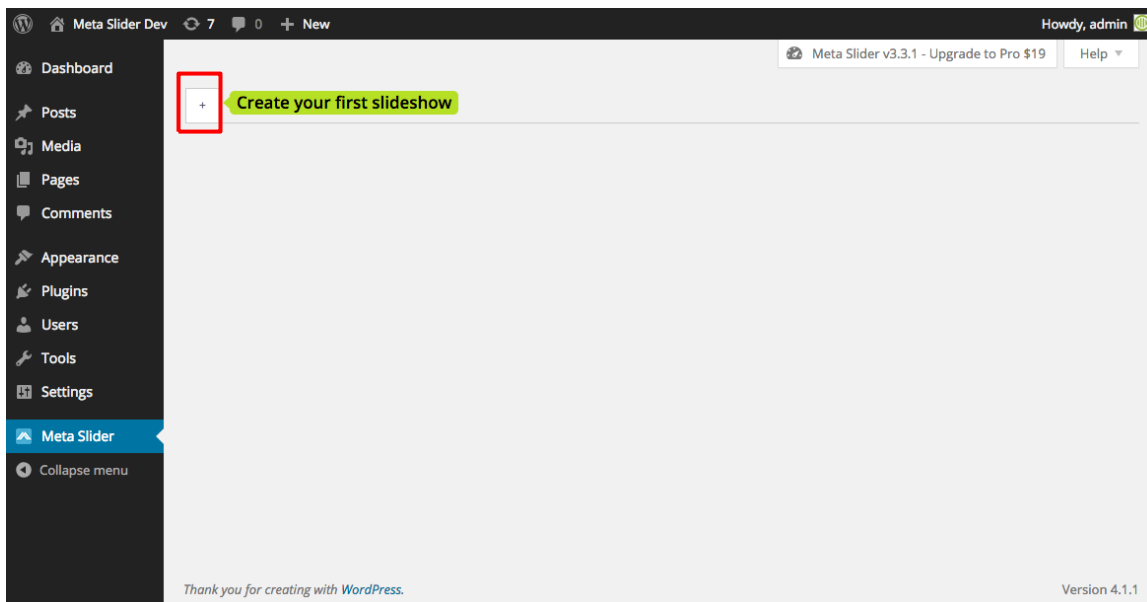 Meta Slider Dev 7 0 + New Howdy, admin
Meta Slider v3.3.1 - Upgrade to Pro $19 Help
Dashboard
+ Create your first slideshow
Posts
Media
Pages
Comments
Appearance
Plugins
Users
Tools
Settings
Meta Slider
Collapse menu
Thank you for creating with WordPress. Version 4.1.1